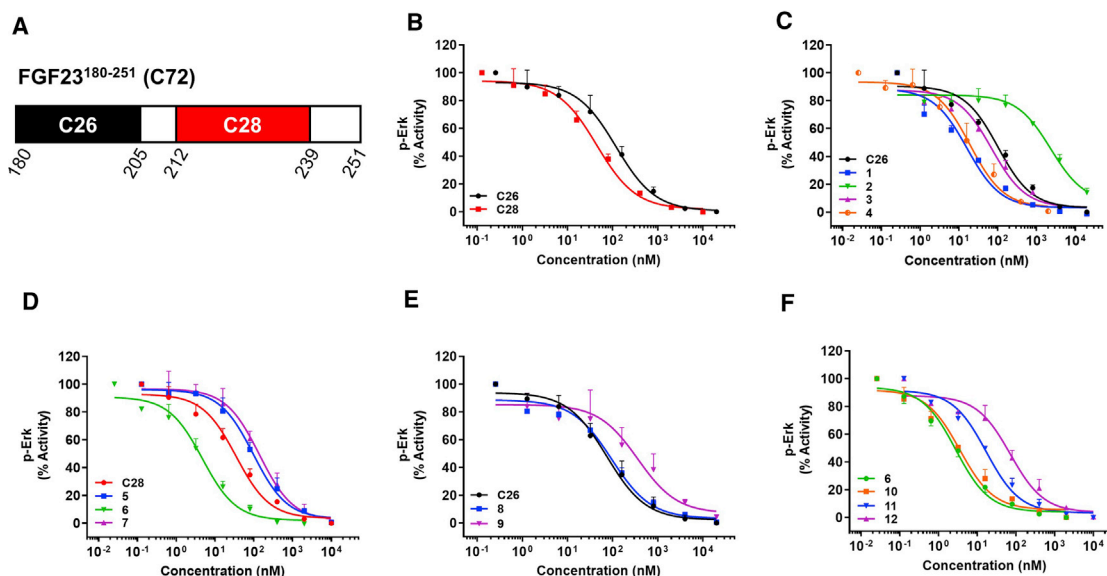 A
FGF23180-251 (C72)
C26
C28
180
205
212
239
251
B
p-Erk
(% Activity)
120
100
80
60
40
20
0
C26
C28
10-1 100 101 102 103 104
Concentration (nM)
C
p-Erk
(% Activity)
120
100
80
60
40
20
0
C26
1
2
3
4
10-2 10-1 100 101 102 103 104
Concentration (nM)
D
p-Erk
(% Activity)
120
100
80
60
40
20
0
C28
5
6
7
10-2 10-1 100 101 102 103 104
Concentration (nM)
E
p-Erk
(% Activity)
120
100
80
60
40
20
0
C26
8
9
10-1 100 101 102 103 104
Concentration (nM)
F
p-Erk
(% Activity)
120
100
80
60
40
20
0
6
10
11
12
10-2 10-1 100 101 102 103 104
Concentration (nM)